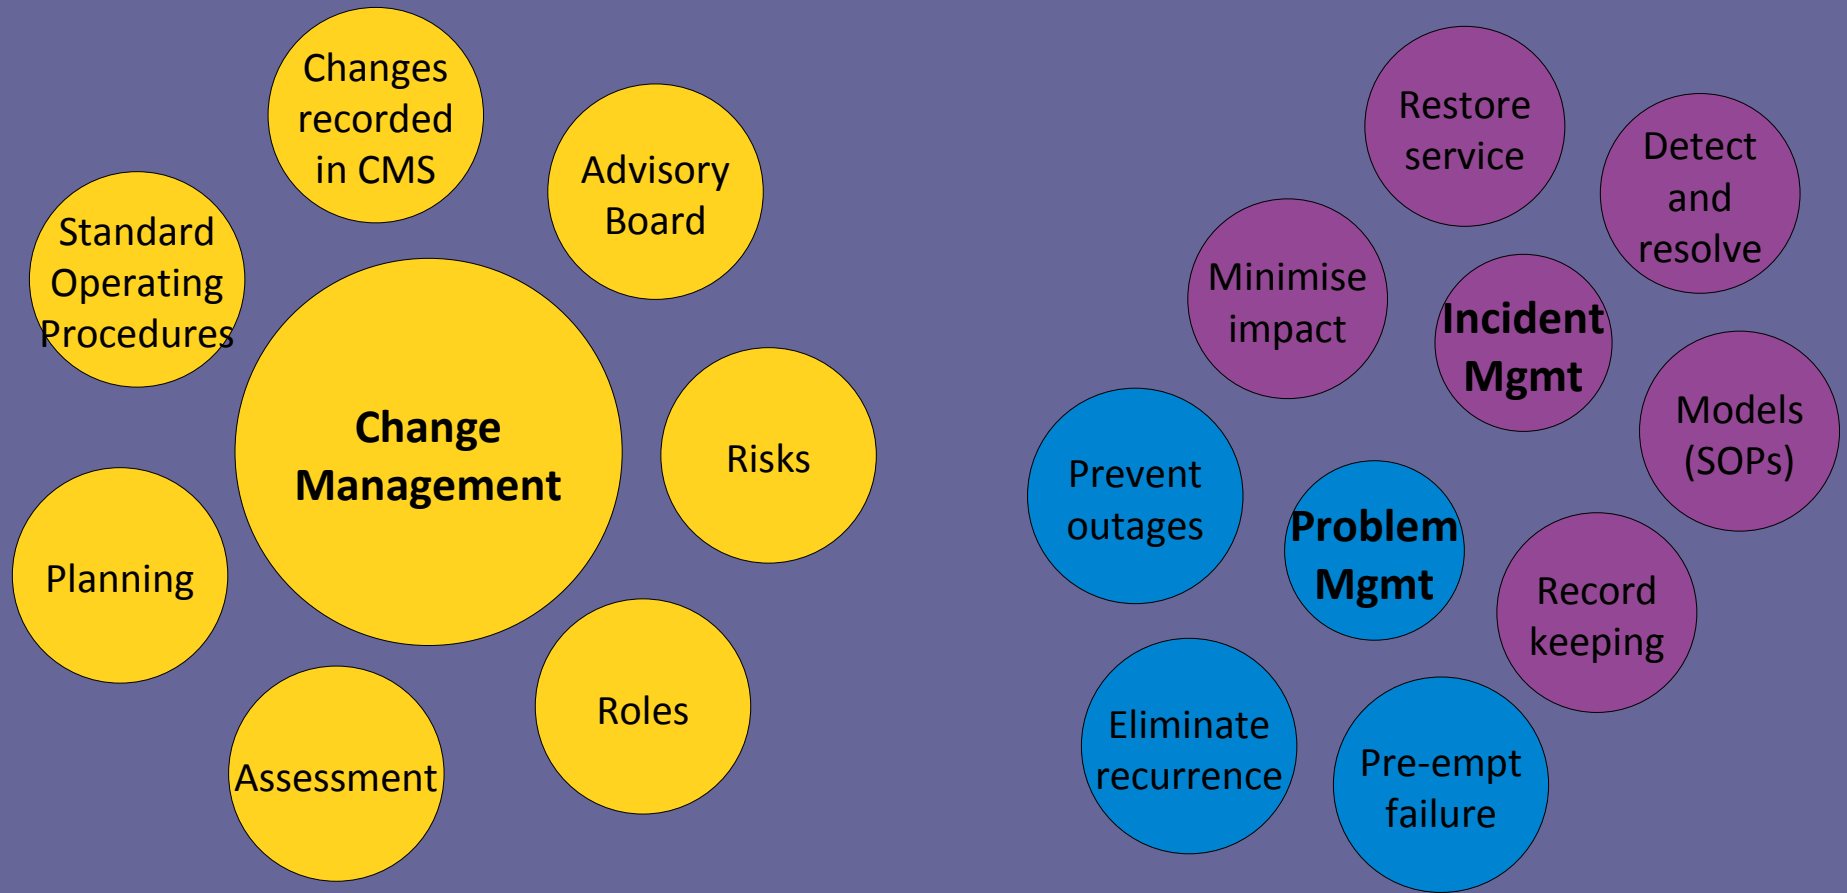 Changes
recorded
in CMS
Advisory
Board
Standard
Operating
Procedures
Change
Management
Risks
Planning
Roles
Assessment
Restore
service
Detect
and
resolve
Minimise
impact
Incident
Mgmt
Models
(SOPs)
Prevent
outages
Problem
Mgmt
Record
keeping
Eliminate
recurrence
Pre-empt
failure